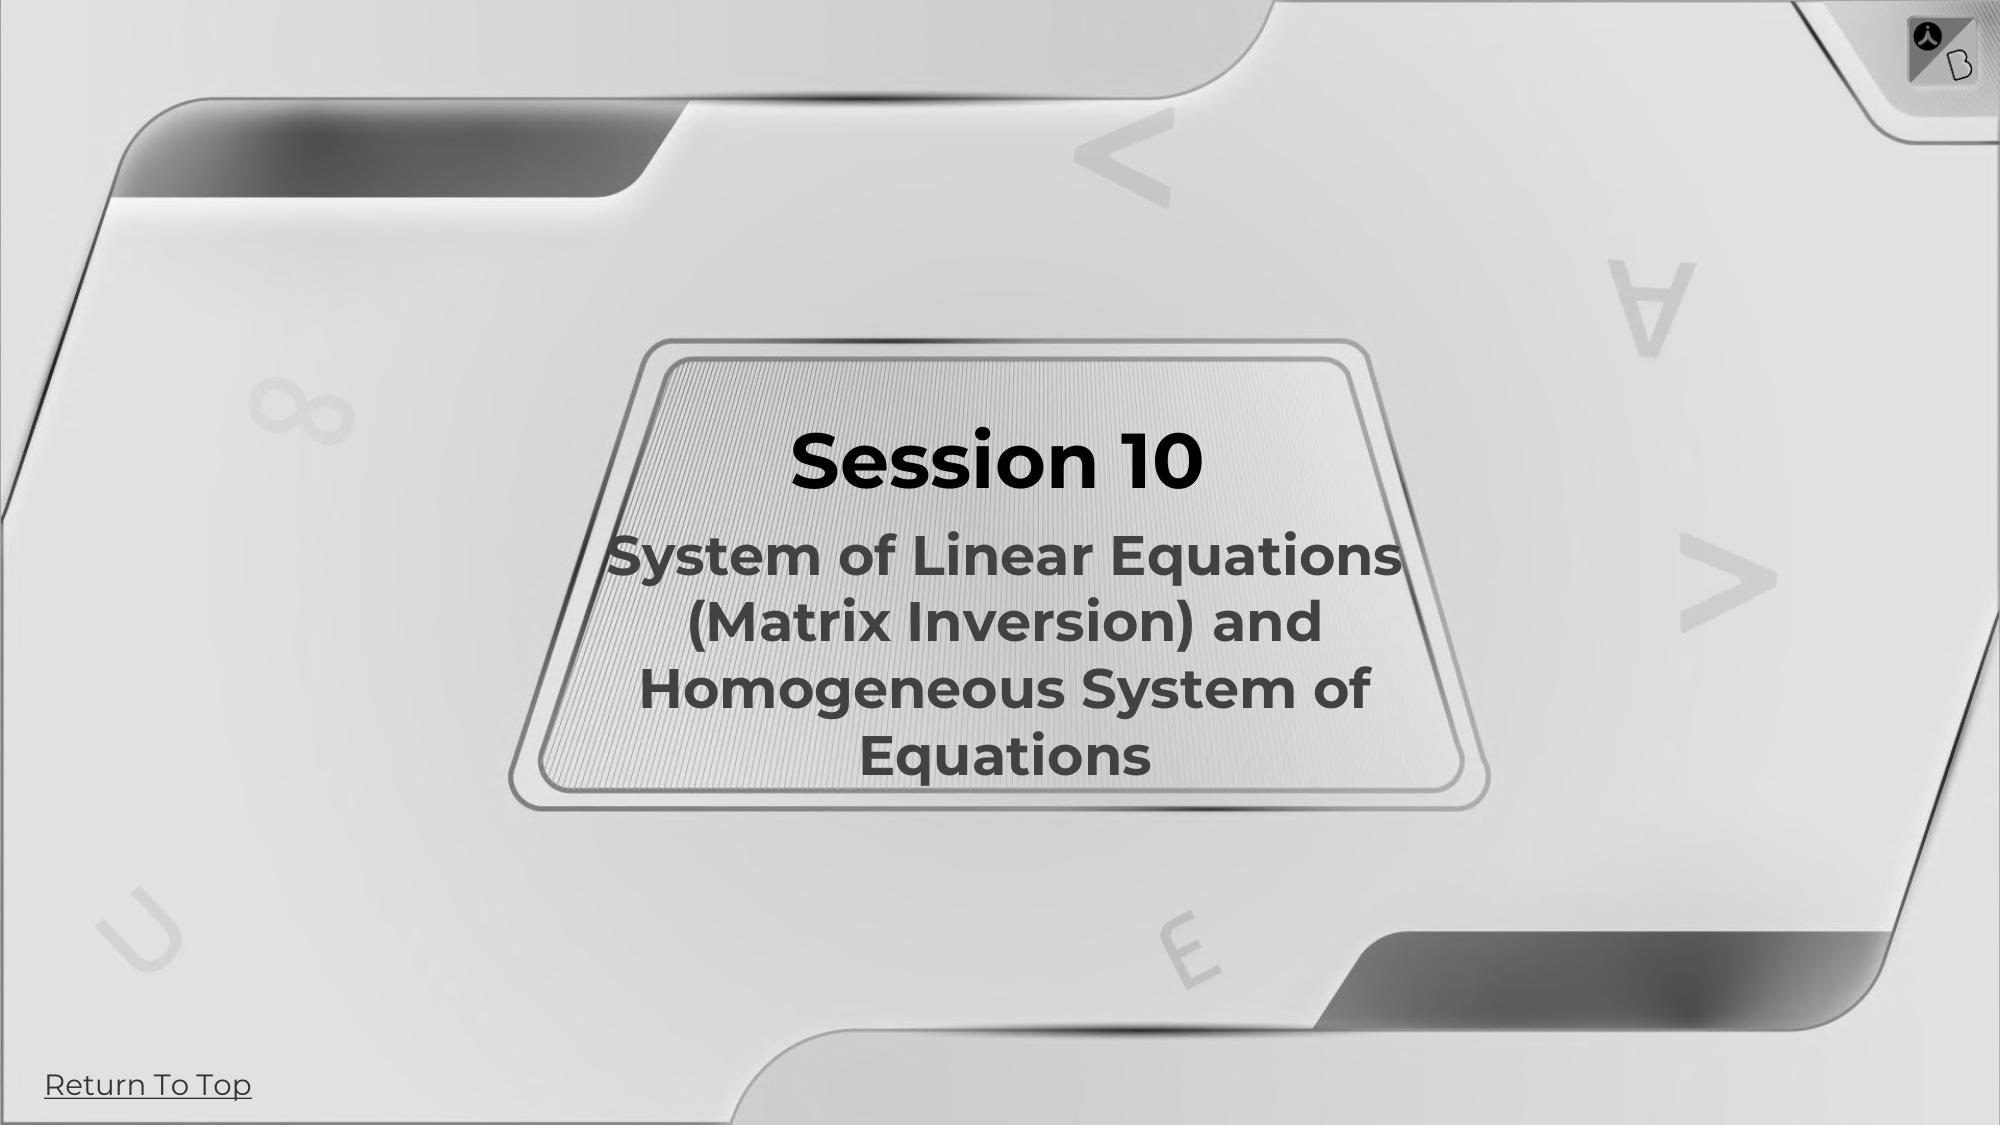 Session 10
System of Linear Equations
(Matrix Inversion) and
Homogeneous System of
Equations
Return To Top